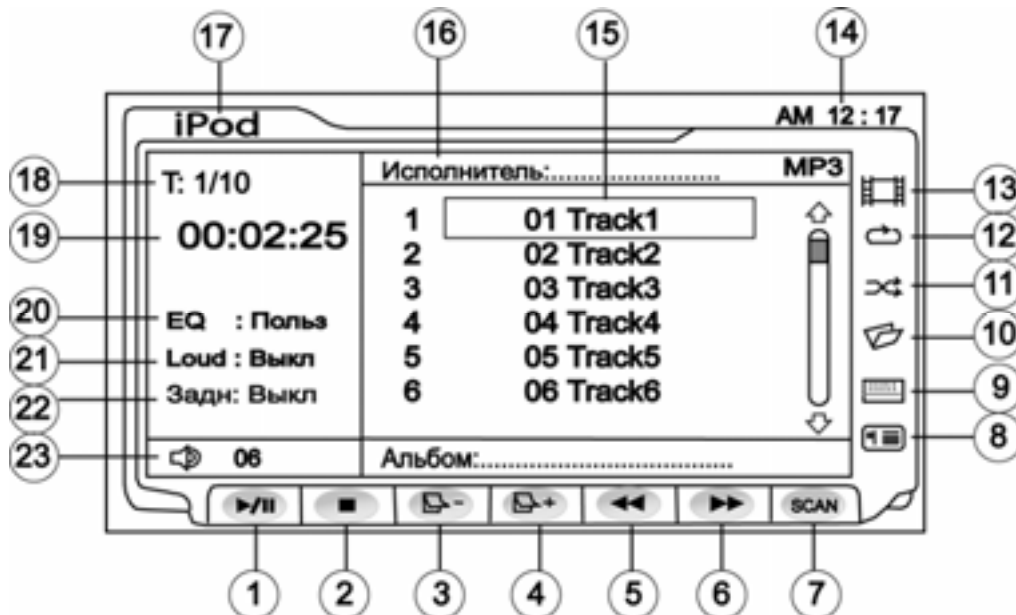 17 16 15 14
iPod
AM 12 : 17
18 T: 1/10
Исполнитель:........................ MP3
13
19 00:02:25
1 01 Track1
12
2 02 Track2
11
3 03 Track3
20 EQ : Польз
4 04 Track4
10
21 Loud : Выкл
5 05 Track5
9
22 Задн: Выкл
6 06 Track6
8
23 06
Альбом:....................................
►/II ■ - + ◄◄ ►► SCAN
1 2 3 4 5 6 7